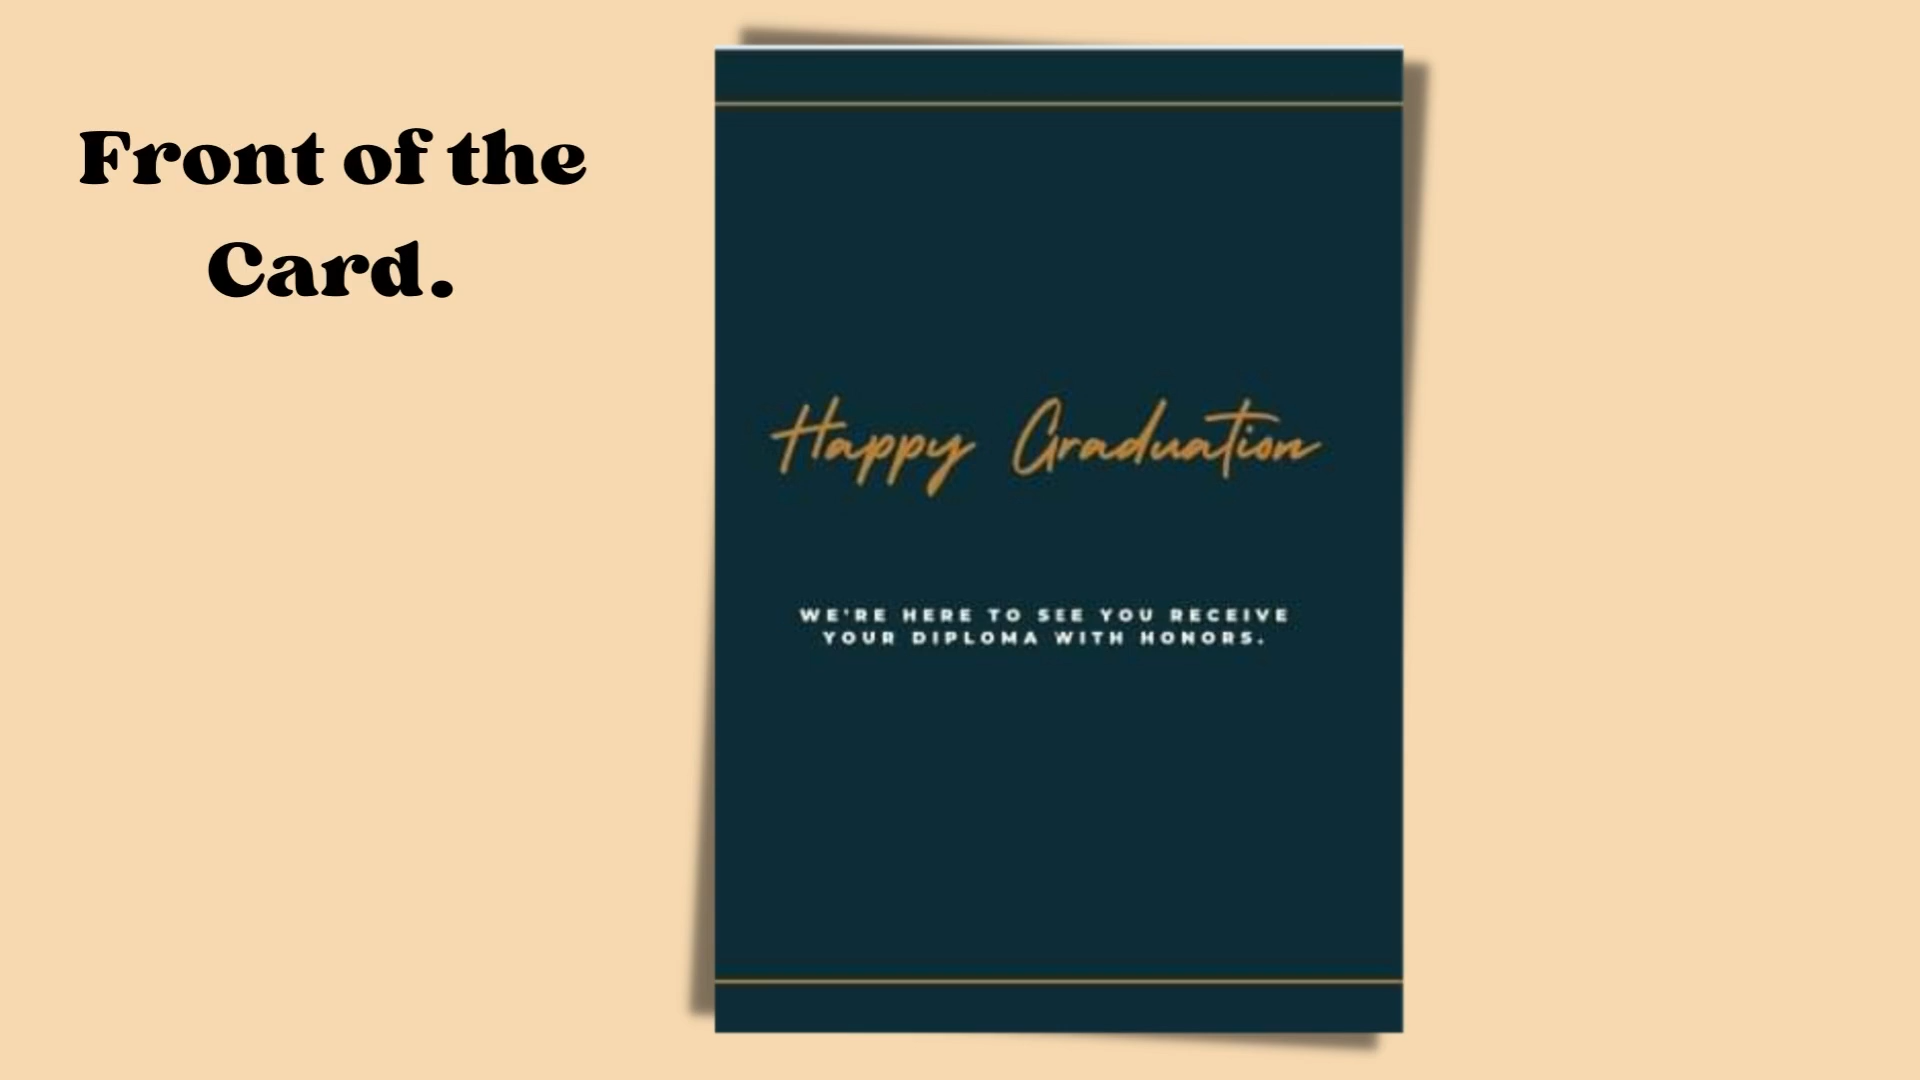 Front of the
Card.
Happy Graduation
WE'RE HERE TO SEE YOU RECEIVE
YOUR DIPLOMA WITH HONORS.